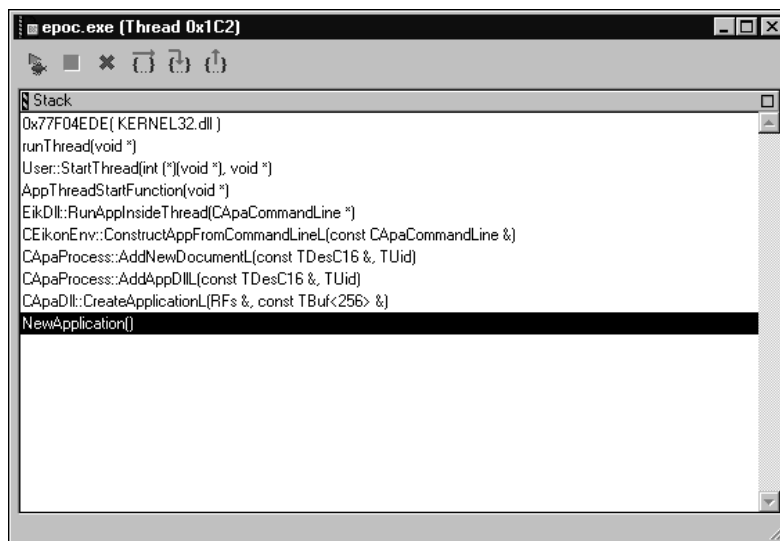 epoc.exe (Thread 0x1C2)
Stack
0x77F04EDE( KERNEL32.dll )
runThread(void *)
User::StartThread(int (*)(void *), void *)
AppThreadStartFunction(void *)
EikDll::RunAppInsideThread(CApaCommandLine *)
CEikonEnv::ConstructAppFromCommandLineL(const CApaCommandLine &)
CApaProcess::AddNewDocumentL(const TDesC16 &, TUid)
CApaProcess::AddAppDllL(const TDesC16 &, TUid)
CApaDll::CreateApplicationL(RFs &, const TBuf<256> &)
NewApplication()